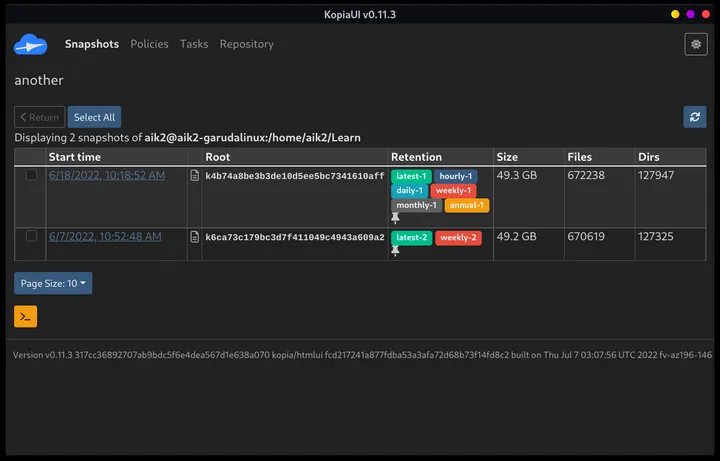 KopiaUI v0.11.3
Snapshots Policies Tasks Repository
another
< Return Select All
Displaying 2 snapshots of aik2@aik2-garudalinux:/home/aik2/Learn
Start time Root Retention Size Files Dirs
6/18/2022, 10:18:52 AM k4b74a8be3b3de10d5ee5bc7341610aff latest-1 hourly-1 49.3 GB 672238 127947
daily-1 weekly-1
monthly-1 annual-1
6/7/2022, 10:52:48 AM k6ca73c179bc3d7f411049c4943a609a2 latest-2 weekly-2 49.2 GB 670619 127325
Page Size: 10
>_
Version v0.11.3 317cc36892707ab9bdc5f6e4dea567d1e638a070 kopia/htmlui fcd217241a877fdba53a3afa72d68b73f14fd8c2 built on Thu Jul 7 03:07:56 UTC 2022 fv-az196-146